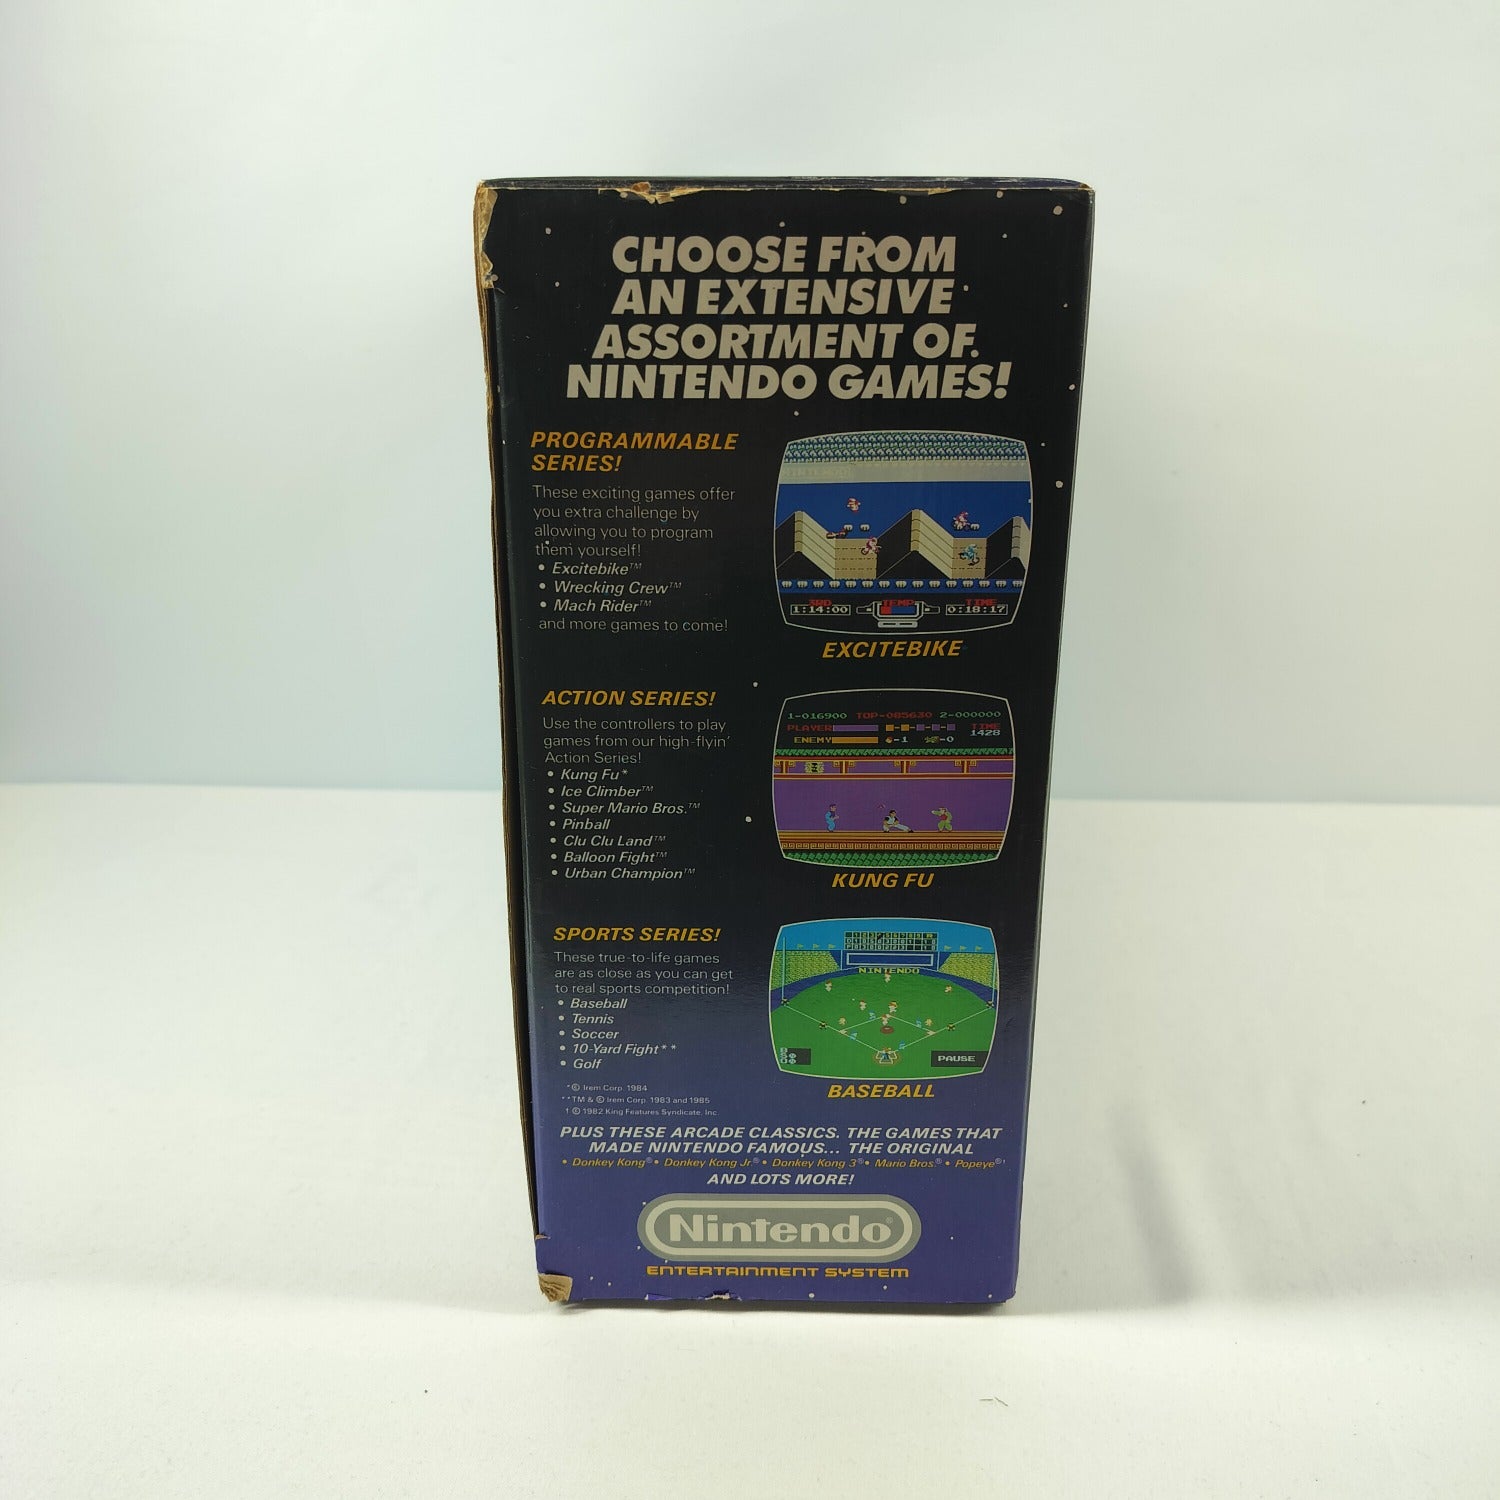 CHOOSE FROM
AN EXTENSIVE
ASSORTMENT OF
NINTENDO GAMES!
PROGRAMMABLE
SERIES!
These exciting games offer
you extra challenge by
allowing you to program
them yourself!
• Excitebike™
• Wrecking Crew™
• Mach Rider™
and more games to come!
NINTENDO
3RD TEMP TIME
1:14:00 0:18:17
EXCITEBIKE
ACTION SERIES!
Use the controllers to play
games from our high-flyin'
Action Series!
• Kung Fu*
• Ice Climber™
• Super Mario Bros.™
• Pinball
• Clu Clu Land™
• Balloon Fight™
• Urban Champion™
1-016900 TOP-085630 2-000000
PLAYER TIME
ENEMY -1 -0 1428
KUNG FU
SPORTS SERIES!
These true-to-life games
are as close as you can get
to real sports competition!
• Baseball
• Tennis
• Soccer
• 10-Yard Fight**
• Golf
NINTENDO
PAUSE
BASEBALL
*© Irem Corp. 1984
**TM & © Irem Corp. 1983 and 1985
† © 1982 King Features Syndicate, Inc.
PLUS THESE ARCADE CLASSICS. THE GAMES THAT
MADE NINTENDO FAMOUS... THE ORIGINAL
• Donkey Kong® • Donkey Kong Jr.® • Donkey Kong 3® • Mario Bros.® • Popeye®†
AND LOTS MORE!
Nintendo®
ENTERTAINMENT SYSTEM